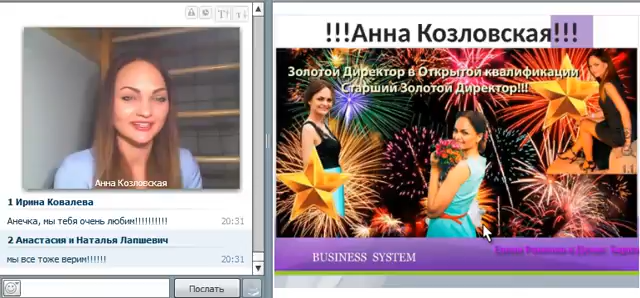 Анна Козловская
1 Ирина Ковалева
Анечка, мы тебя очень любим!!!!!!!!!!
20:31
2 Анастасия и Наталья Лапшевич
мы все тоже верим!!!!!!
20:31
Послать
!!!Анна Козловская!!!
Золотой Директор в Открытой квалификации
Старший Золотой Директор!!!
BUSINESS SYSTEM